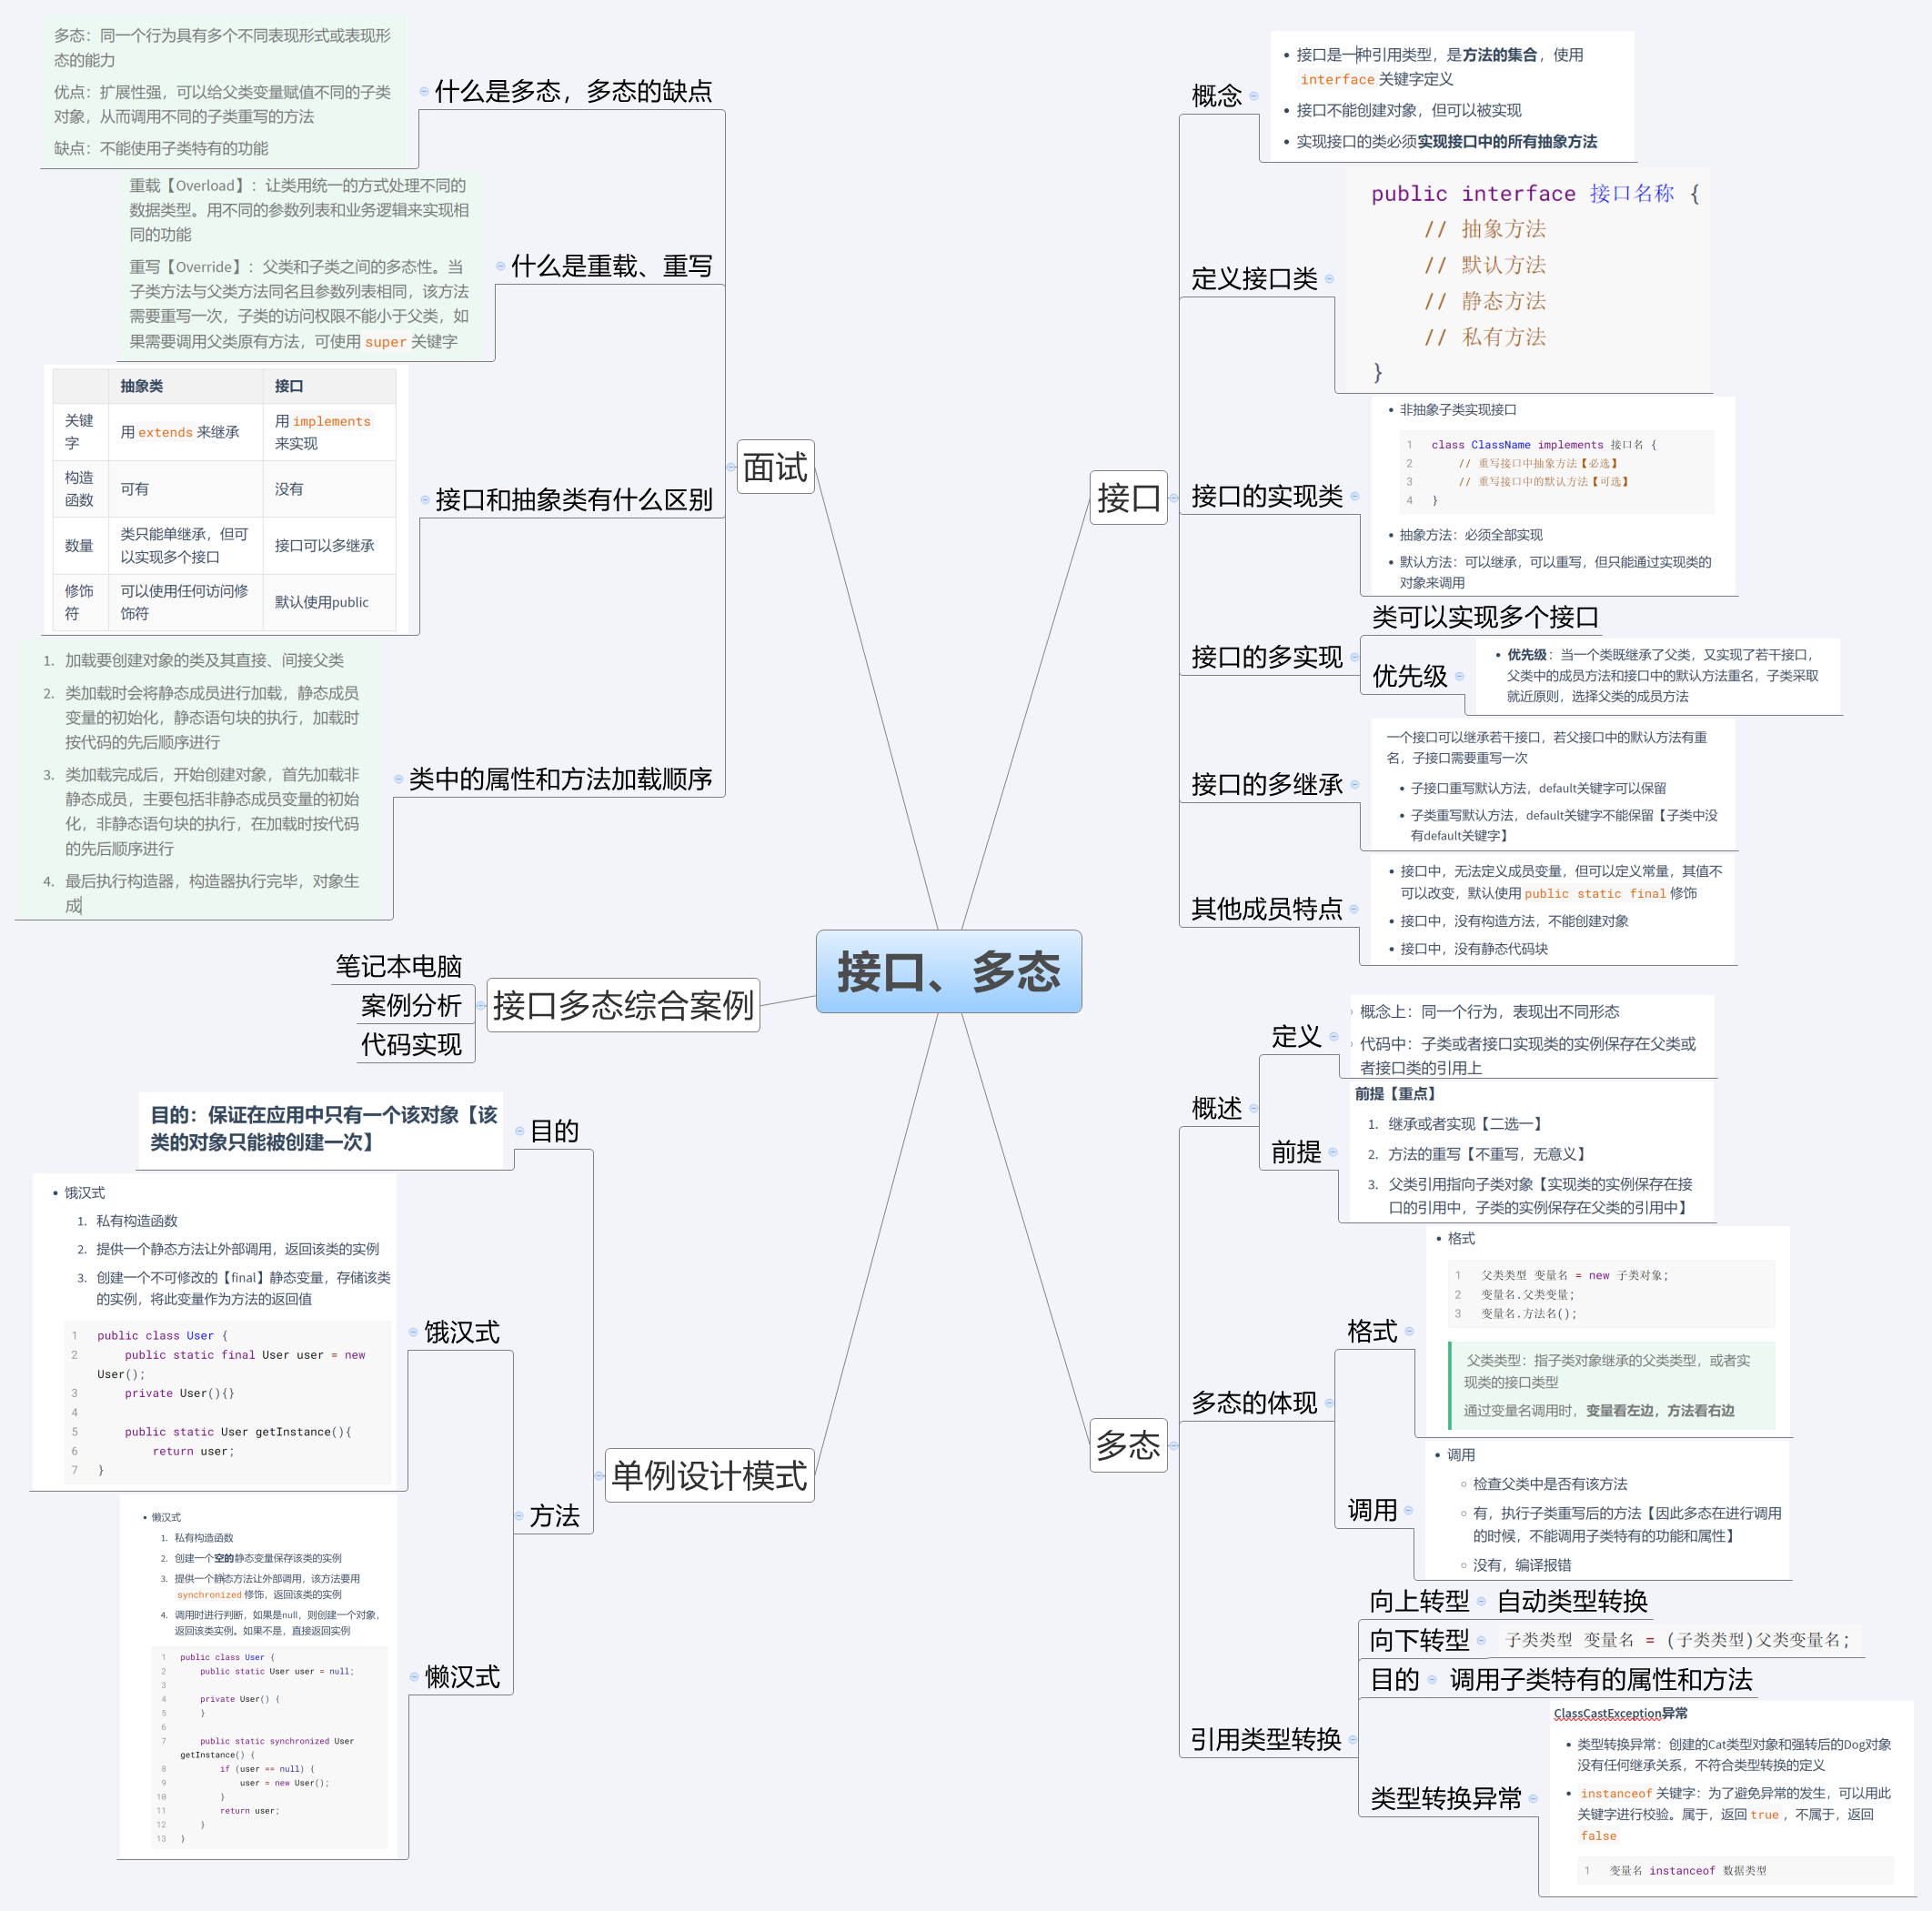 接口、多态
面试
什么是多态，多态的缺点
多态：同一个行为具有多个不同表现形式或表现形
态的能力
优点：扩展性强，可以给父类变量赋值不同的子类
对象，从而调用不同的子类重写的方法
缺点：不能使用子类特有的功能
什么是重载、重写
重载【Overload】：让类用统一的方式处理不同的
数据类型。用不同的参数列表和业务逻辑来实现相
同的功能
重写【Override】：父类和子类之间的多态性。当
子类方法与父类方法同名且参数列表相同，该方法
需要重写一次，子类的访问权限不能小于父类，如
果需要调用父类原有方法，可使用 super 关键字
接口和抽象类有什么区别
抽象类 接口
关键
字
用 extends 来继承
用 implements
来实现
构造
函数
可有
没有
数量
类只能单继承，但可
以实现多个接口
接口可以多继承
修饰
符
可以使用任何访问修
饰符
默认使用public
类中的属性和方法加载顺序
1. 加载要创建对象的类及其直接、间接父类
2. 类加载时会将静态成员进行加载，静态成员
变量的初始化，静态语句块的执行，加载时
按代码的先后顺序进行
3. 类加载完成后，开始创建对象，首先加载非
静态成员，主要包括非静态成员变量的初始
化，非静态语句块的执行，在加载时按代码
的先后顺序进行
4. 最后执行构造器，构造器执行完毕，对象生
成
接口多态综合案例
笔记本电脑
案例分析
代码实现
单例设计模式
目的
目的：保证在应用中只有一个该对象【该
类的对象只能被创建一次】
方法
饿汉式
• 饿汉式
1. 私有构造函数
2. 提供一个静态方法让外部调用，返回该类的实例
3. 创建一个不可修改的【final】静态变量，存储该类
的实例，将此变量作为方法的返回值
1 public class User {
2 public static final User user = new
User();
3 private User(){}
4
5 public static User getInstance(){
6 return user;
7 }
懒汉式
• 懒汉式
1. 私有构造函数
2. 创建一个空的静态变量保存该类的实例
3. 提供一个静态方法让外部调用，该方法要用
synchronized 修饰，返回该类的实例
4. 调用时进行判断，如果是null，则创建一个对象，
返回该类实例。如果不是，直接返回实例
1 public class User {
2 public static User user = null;
3
4 private User() {
5 }
6
7 public static synchronized User
getInstance() {
8 if (user == null) {
9 user = new User();
10 }
11 return user;
12 }
13 }
接口
概念
• 接口是一种引用类型，是方法的集合，使用
interface 关键字定义
• 接口不能创建对象，但可以被实现
• 实现接口的类必须实现接口中的所有抽象方法
定义接口类
public interface 接口名称 {
// 抽象方法
// 默认方法
// 静态方法
// 私有方法
}
接口的实现类
• 非抽象子类实现接口
1 class ClassName implements 接口名 {
2 // 重写接口中抽象方法【必选】
3 // 重写接口中的默认方法【可选】
4 }
• 抽象方法：必须全部实现
• 默认方法：可以继承，可以重写，但只能通过实现类的
对象来调用
接口的多实现
类可以实现多个接口
优先级
• 优先级：当一个类既继承了父类，又实现了若干接口，
父类中的成员方法和接口中的默认方法重名，子类采取
就近原则，选择父类的成员方法
接口的多继承
一个接口可以继承若干接口，若父接口中的默认方法有重
名，子接口需要重写一次
• 子接口重写默认方法，default关键字可以保留
• 子类重写默认方法，default关键字不能保留【子类中没
有default关键字】
其他成员特点
• 接口中，无法定义成员变量，但可以定义常量，其值不
可以改变，默认使用 public static final 修饰
• 接口中，没有构造方法，不能创建对象
• 接口中，没有静态代码块
多态
概述
定义
概念上：同一个行为，表现出不同形态
代码中：子类或者接口实现类的实例保存在父类或
者接口类的引用上
前提
前提【重点】
1. 继承或者实现【二选一】
2. 方法的重写【不重写，无意义】
3. 父类引用指向子类对象【实现类的实例保存在接
口的引用中，子类的实例保存在父类的引用中】
多态的体现
格式
• 格式
1 父类类型 变量名 = new 子类对象;
2 变量名.父类变量;
3 变量名.方法名();
父类类型：指子类对象继承的父类类型，或者实
现类的接口类型
通过变量名调用时，变量看左边，方法看右边
调用
• 调用
◦ 检查父类中是否有该方法
◦ 有，执行子类重写后的方法【因此多态在进行调用
的时候，不能调用子类特有的功能和属性】
◦ 没有，编译报错
引用类型转换
向上转型 自动类型转换
向下转型 子类类型 变量名 = (子类类型)父类变量名;
目的 调用子类特有的属性和方法
类型转换异常
ClassCastException异常
• 类型转换异常：创建的Cat类型对象和强转后的Dog对象
没有任何继承关系，不符合类型转换的定义
• instanceof 关键字：为了避免异常的发生，可以用此
关键字进行校验。属于，返回 true ，不属于，返回
false
1 变量名 instanceof 数据类型